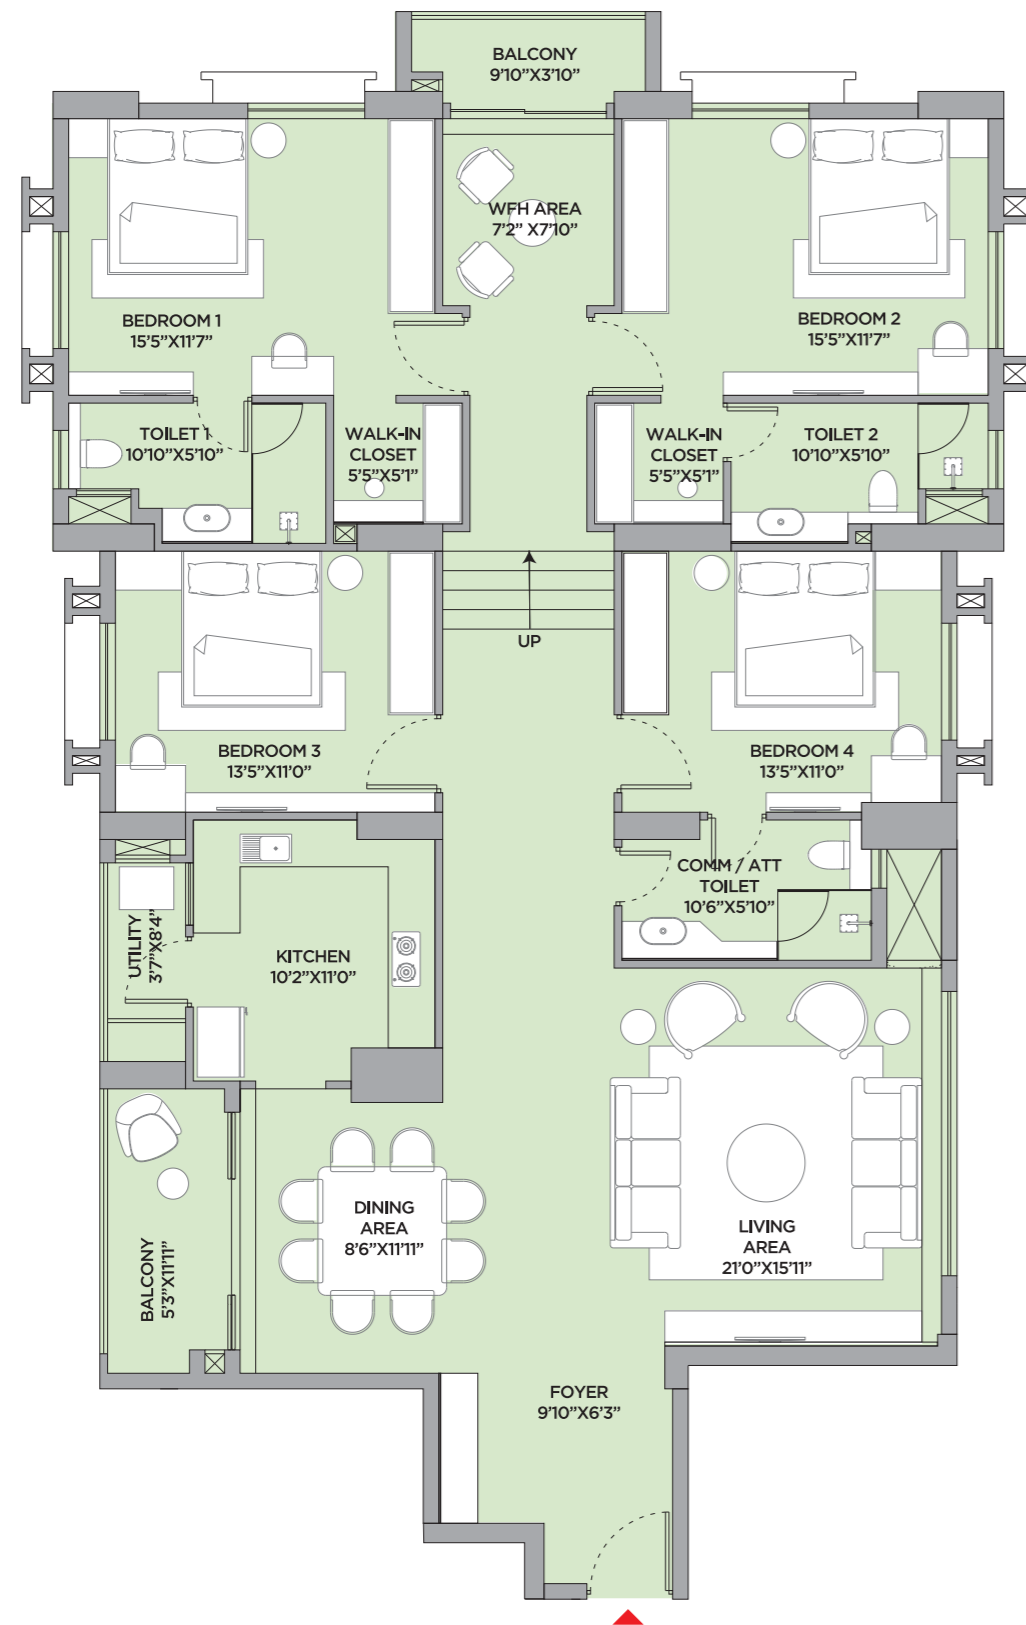 BALCONY
9'10"X3'10"
WFH AREA
7'2" X7'10"
BEDROOM 1
15'5"X11'7"
BEDROOM 2
15'5"X11'7"
TOILET 1
10'10"X5'10"
WALK-IN
CLOSET
5'5"X5'1"
WALK-IN
CLOSET
5'5"X5'1"
TOILET 2
10'10"X5'10"
UP
BEDROOM 3
13'5"X11'0"
BEDROOM 4
13'5"X11'0"
COMM / ATT
TOILET
10'6"X5'10"
UTILITY
3'7"X8'4"
KITCHEN
10'2"X11'0"
DINING
AREA
8'6"X11'11"
LIVING
AREA
21'0"X15'11"
BALCONY
5'3"X11'11"
FOYER
9'10"X6'3"